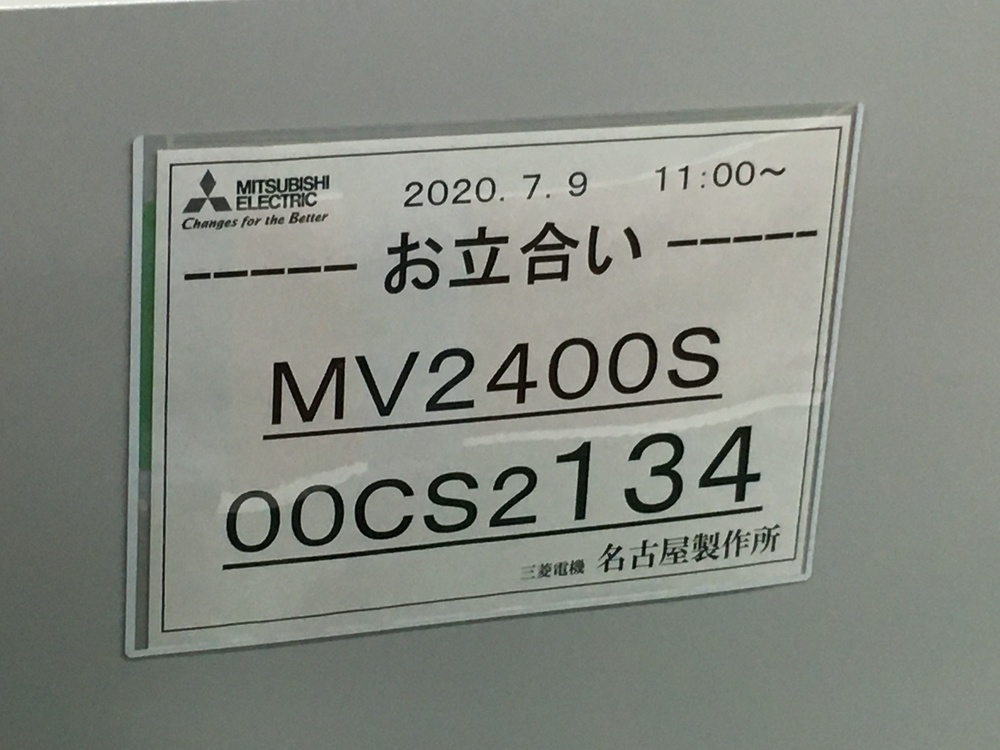 MITSUBISHI
ELECTRIC
Changes for the Better
2020. 7. 9 11:00～
----- お立合い -----
MV2400S
00CS2134
三菱電機 名古屋製作所